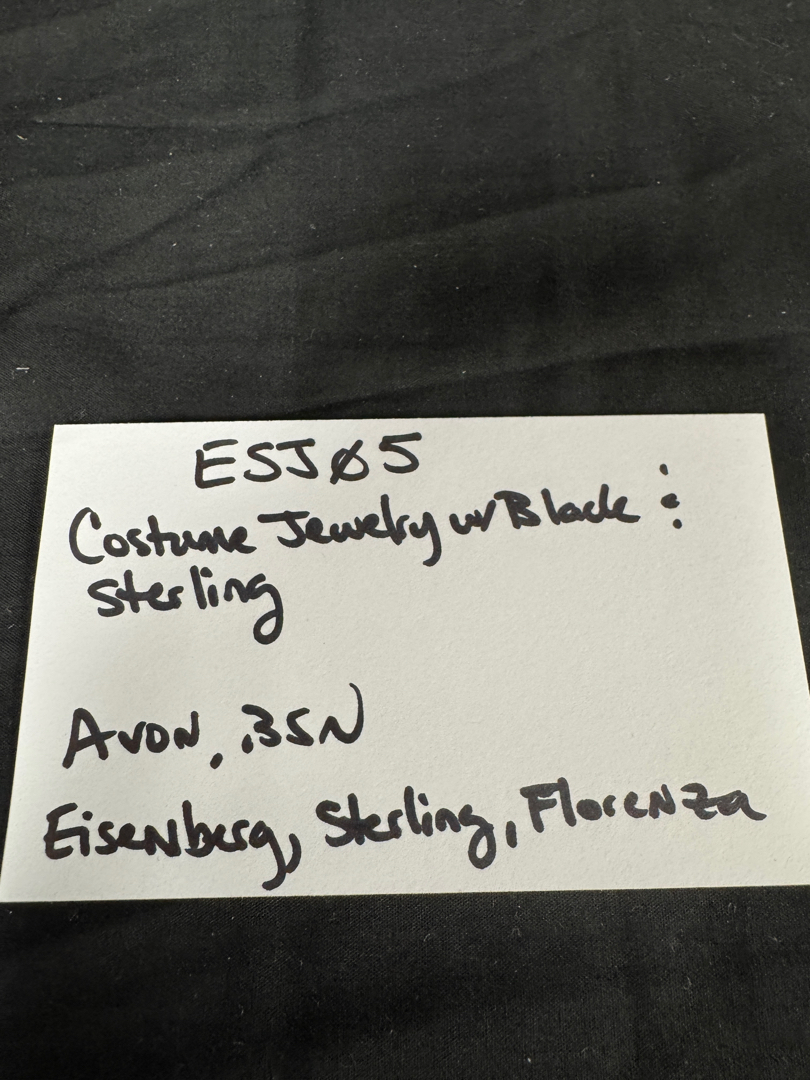 ESJØ5
Costume Jewelry w/ Black &
Sterling
Avon, .35N
Eisenberg, Sterling, Florenza